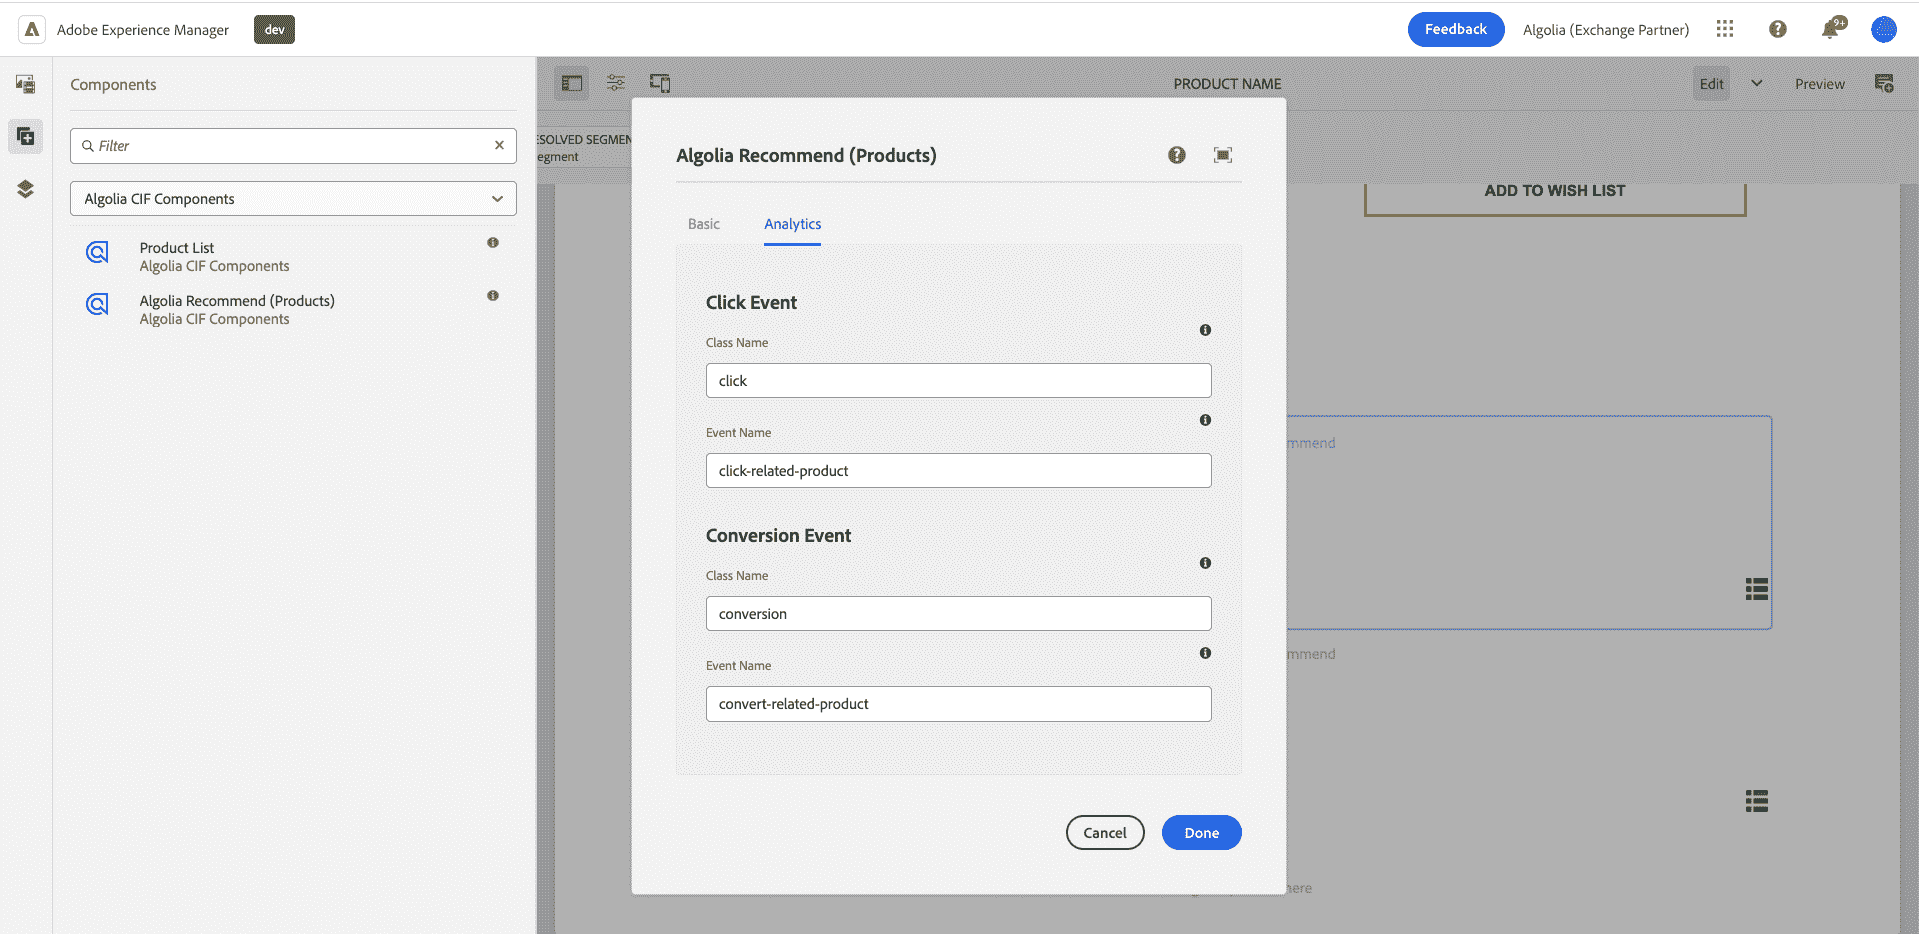 Adobe Experience Manager
dev
Feedback
Algolia (Exchange Partner)
9+
Components
Filter
Algolia CIF Components
Product List
Algolia CIF Components
Algolia Recommend (Products)
Algolia CIF Components
PRODUCT NAME
Edit
Preview
ESOLVED SEGMEN
egment
ADD TO WISH LIST
Algolia Recommend (Products)
Basic
Analytics
Click Event
Class Name
click
Event Name
click-related-product
Conversion Event
Class Name
conversion
Event Name
convert-related-product
Cancel
Done
mmend
mmend
here